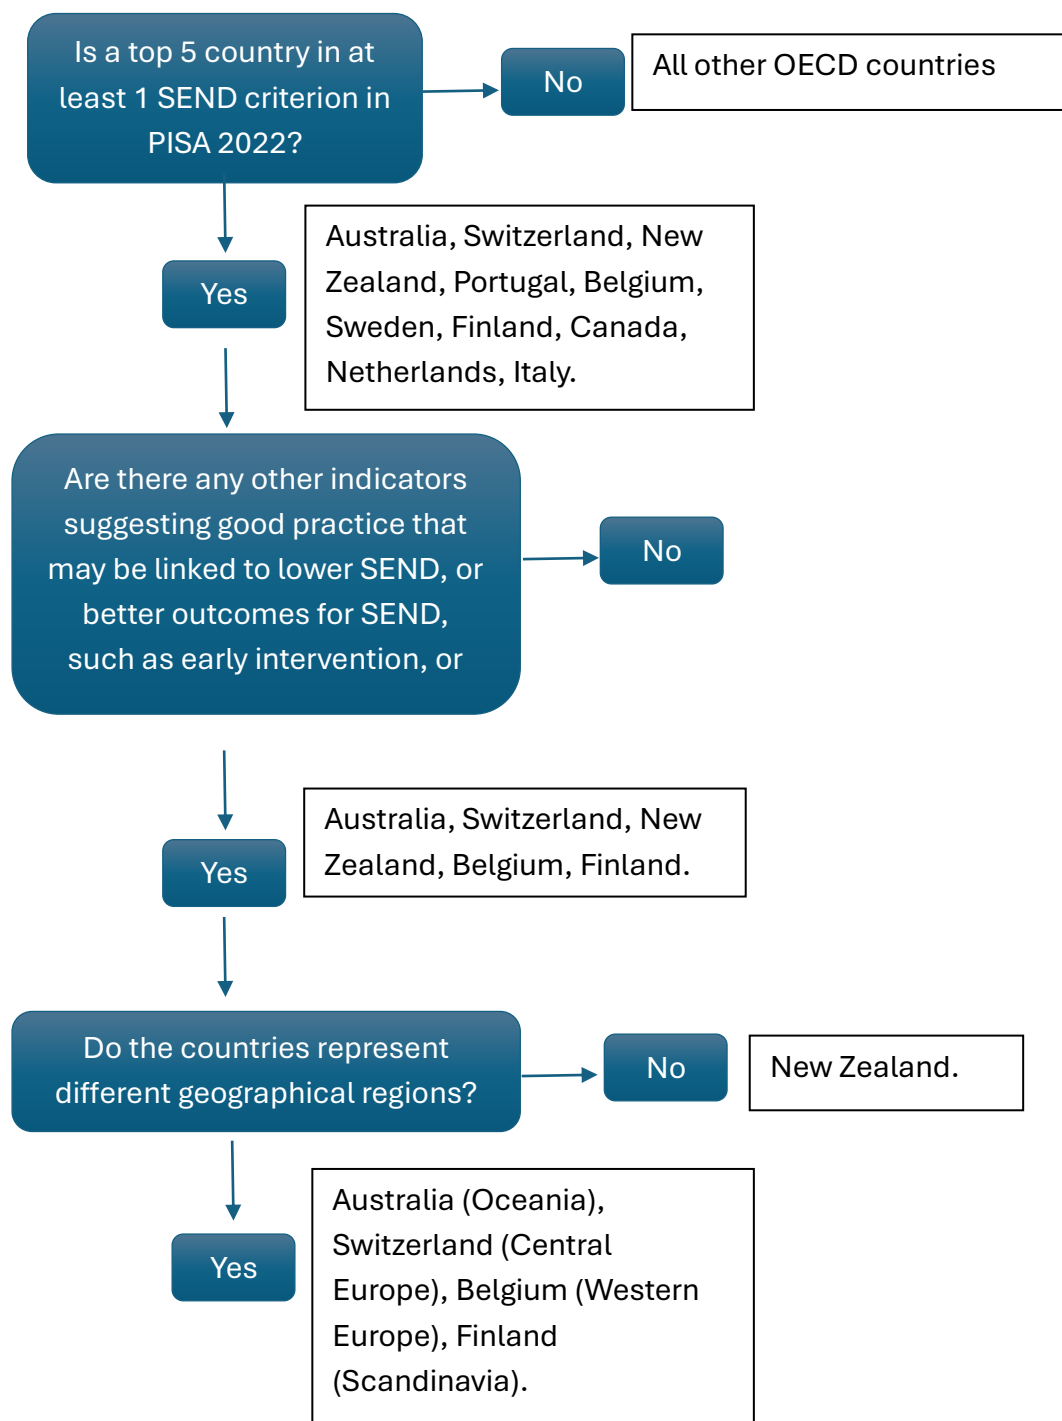 Is a top 5 country in at
least 1 SEND criterion in
PISA 2022?
No
All other OECD countries
Yes
Australia, Switzerland, New
Zealand, Portugal, Belgium,
Sweden, Finland, Canada,
Netherlands, Italy.
Are there any other indicators
suggesting good practice that
may be linked to lower SEND, or
better outcomes for SEND,
such as early intervention, or
No
Yes
Australia, Switzerland, New
Zealand, Belgium, Finland.
Do the countries represent
different geographical regions?
No
New Zealand.
Yes
Australia (Oceania),
Switzerland (Central
Europe), Belgium (Western
Europe), Finland
(Scandinavia).